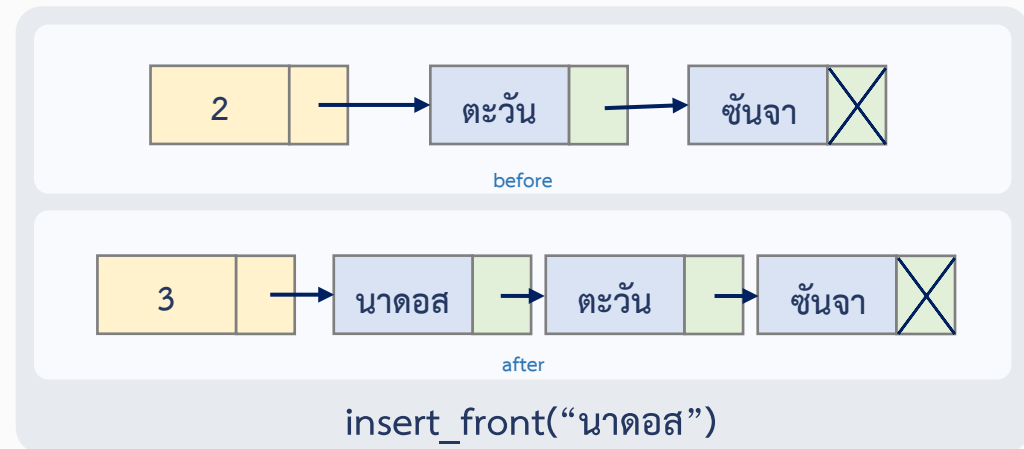 2 ตะวัน ซันจา
before
3 นาดอส ตะวัน ซันจา
after
insert_front(“นาดอส”)